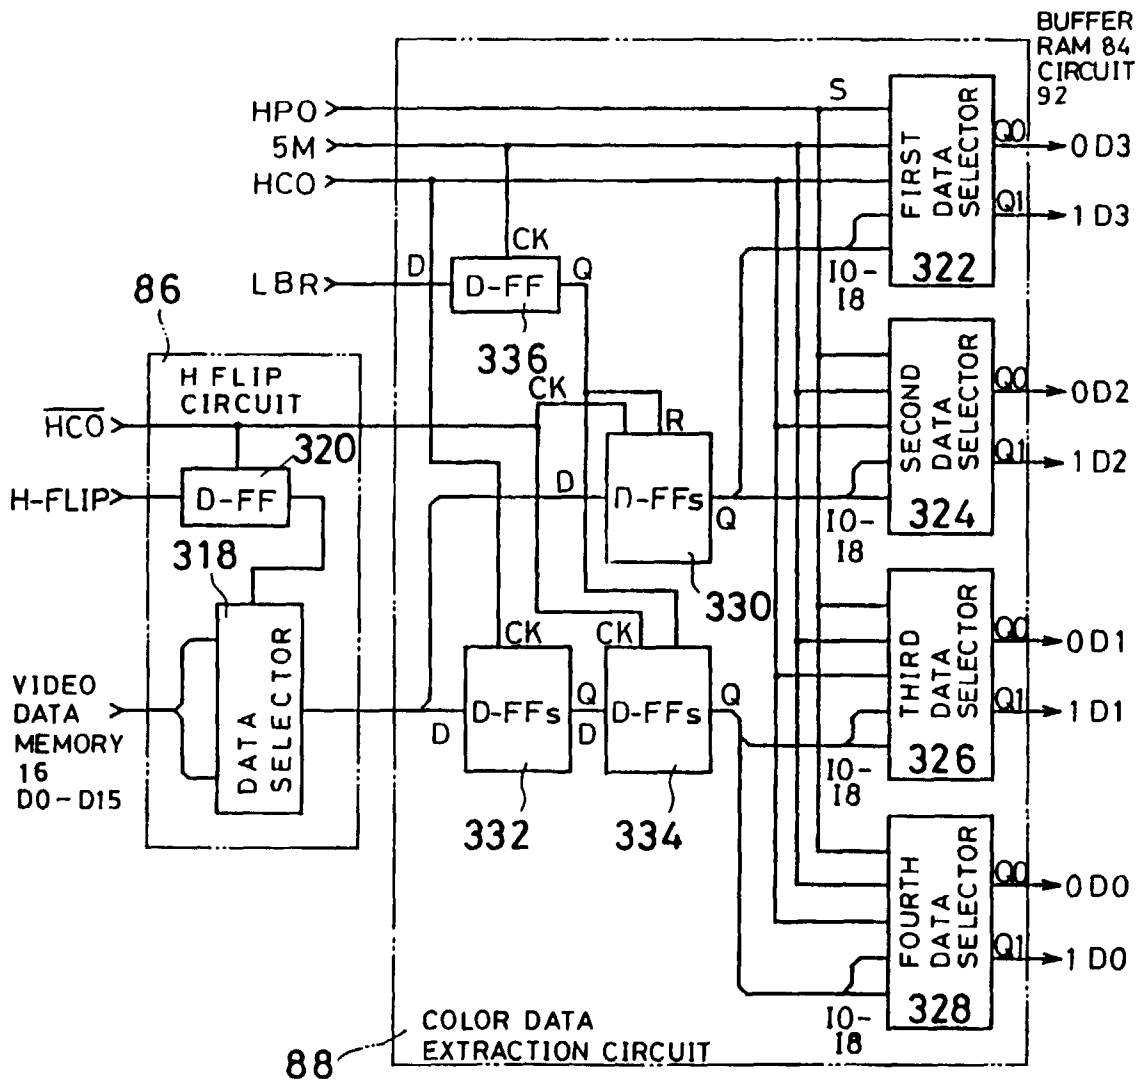 BUFFER
RAM 84
CIRCUIT
92
HPO
S
5M
HCO
FIRST
DATA
SELECTOR
322
Q0
0D3
Q1
1D3
IO-
I8
CK
D
Q
LBR
D-FF
336
86
H FLIP
CIRCUIT
HCO
320
H-FLIP
D-FF
318
DATA
SELECTOR
VIDEO
DATA
MEMORY
16
D0-D15
CK
R
D
D-FFs
Q
330
SECOND
DATA
SELECTOR
324
Q0
0D2
Q1
1D2
IO-
I8
CK
CK
D
D-FFs
Q
D
D-FFs
Q
332
334
THIRD
DATA
SELECTOR
326
Q0
0D1
Q1
1D1
IO-
I8
FOURTH
DATA
SELECTOR
328
Q0
0D0
Q1
1D0
IO-
I8
88
COLOR DATA
EXTRACTION CIRCUIT